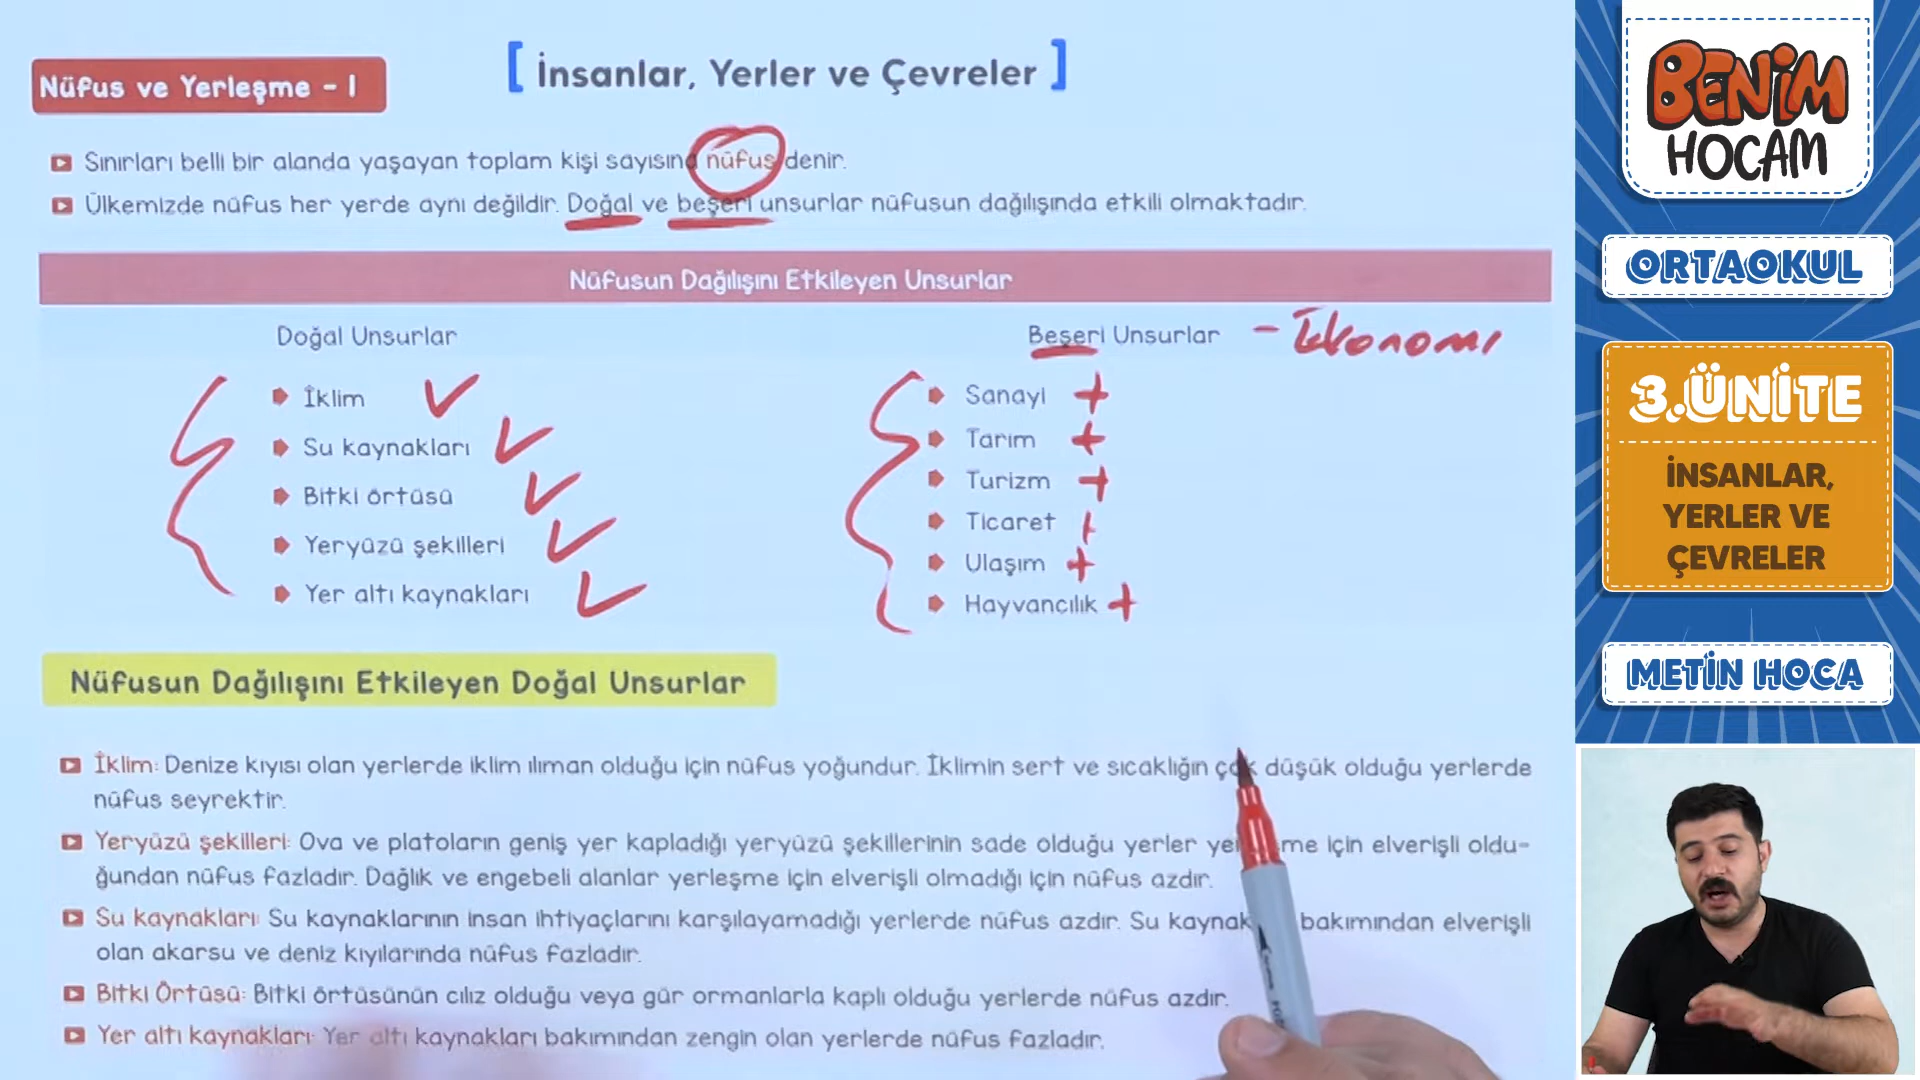 Nüfus ve Yerleşme - I
[ İnsanlar, Yerler ve Çevreler ]
Sınırları belli bir alanda yaşayan toplam kişi sayısına nüfus denir.
Ülkemizde nüfus her yerde aynı değildir. Doğal ve beşeri unsurlar nüfusun dağılışında etkili olmaktadır.
Nüfusun Dağılışını Etkileyen Unsurlar
Doğal Unsurlar
İklim
Su kaynakları
Bitki örtüsü
Yeryüzü şekilleri
Yer altı kaynakları
Beşeri Unsurlar - Ekonomi
Sanayi +
Tarım +
Turizm +
Ticaret +
Ulaşım +
Hayvancılık +
Nüfusun Dağılışını Etkileyen Doğal Unsurlar
İklim: Denize kıyısı olan yerlerde iklim ılıman olduğu için nüfus yoğundur. İklimin sert ve sıcaklığın çok düşük olduğu yerlerde
nüfus seyrektir.
Yeryüzü şekilleri: Ova ve platoların geniş yer kapladığı yeryüzü şekillerinin sade olduğu yerler yerleşme için elverişli oldu-
ğundan nüfus fazladır. Dağlık ve engebeli alanlar yerleşme için elverişli olmadığı için nüfus azdır.
Su kaynakları: Su kaynaklarının insan ihtiyaçlarını karşılayamadığı yerlerde nüfus azdır. Su bakımından elverişli
olan akarsu ve deniz kıyılarında nüfus fazladır.
Bitki Örtüsü: Bitki örtüsünün cılız olduğu veya gür ormanlarla kaplı olduğu yerlerde nüfus azdır.
Yer altı kaynakları: Yer altı kaynakları bakımından zengin olan yerlerde nüfus fazladır.
BENİM
HOCAM
ORTAOKUL
3.ÜNİTE
İNSANLAR,
YERLER VE
ÇEVRELER
METİN HOCA